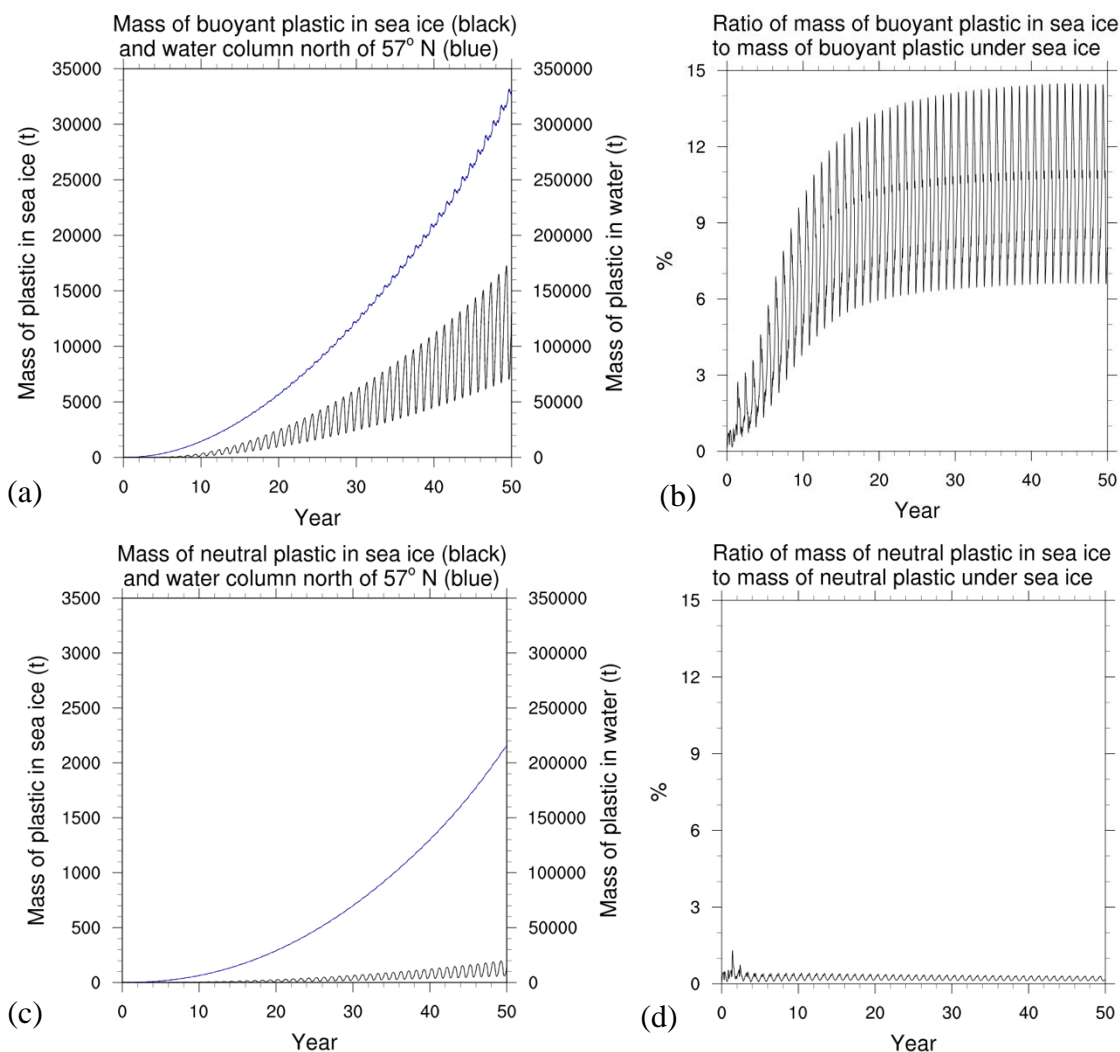 Mass of buoyant plastic in sea ice (black)
and water column north of 57° N (blue)
35000
30000
25000
20000
15000
10000
5000
0
Mass of plastic in sea ice (t)
350000
300000
250000
200000
150000
100000
50000
0
Mass of plastic in water (t)
0 10 20 30 40 50
Year
(a)
Ratio of mass of buoyant plastic in sea ice
to mass of buoyant plastic under sea ice
15
12
9
6
3
0
%
0 10 20 30 40 50
Year
(b)
Mass of neutral plastic in sea ice (black)
and water column north of 57° N (blue)
3500
3000
2500
2000
1500
1000
500
0
Mass of plastic in sea ice (t)
350000
300000
250000
200000
150000
100000
50000
0
Mass of plastic in water (t)
0 10 20 30 40 50
Year
(c)
Ratio of mass of neutral plastic in sea ice
to mass of neutral plastic under sea ice
15
12
9
6
3
0
%
0 10 20 30 40 50
Year
(d)